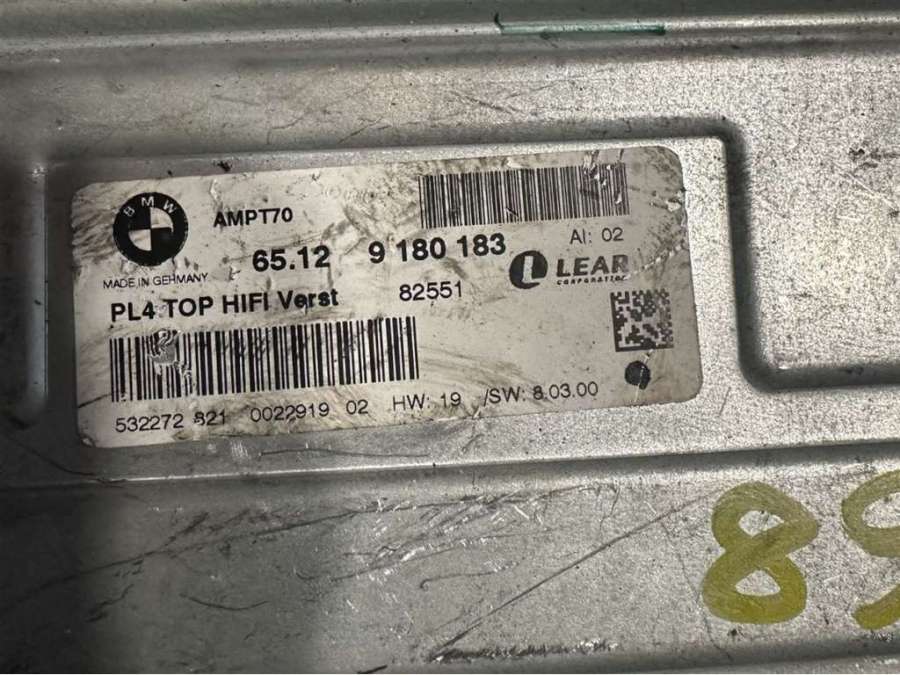 BMW
AMPT70
65.12 9 180 183
AI: 02
MADE IN GERMANY
LEAR
CORPORATION
PL4 TOP HIFI Verst 82551
532272 821 0022919 02 HW: 19 /SW: 8.03.00